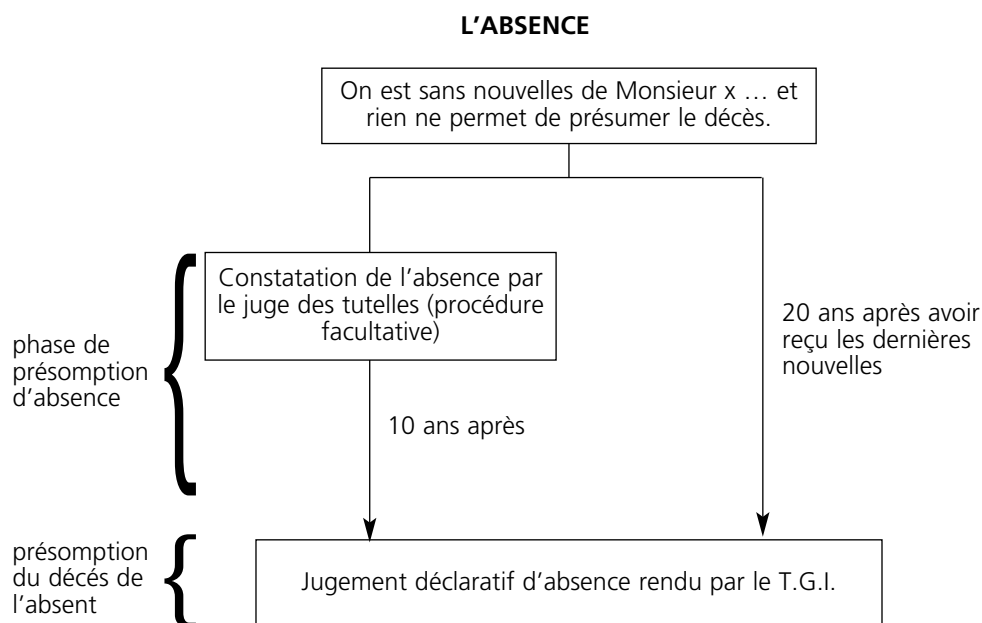 L'ABSENCE
On est sans nouvelles de Monsieur x … et
rien ne permet de présumer le décès.
Constatation de l'absence par
le juge des tutelles (procédure
facultative)
20 ans après avoir
reçu les dernières
nouvelles
phase de
présomption
d'absence
10 ans après
présomption
du décés de
l'absent
Jugement déclaratif d'absence rendu par le T.G.I.